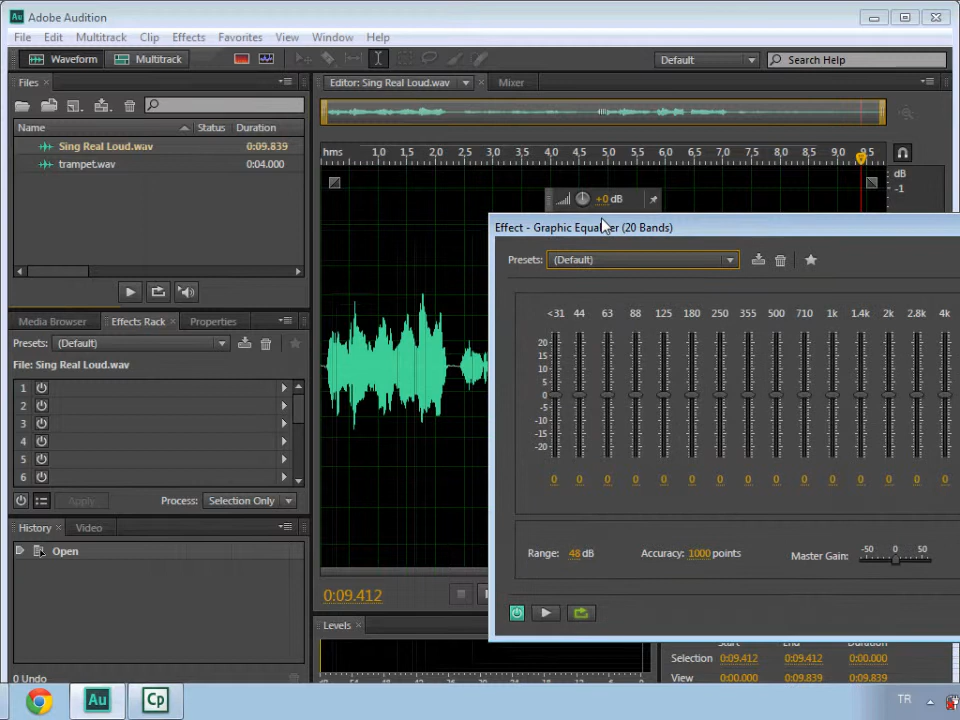 Adobe Audition
File Edit Multitrack Clip Effects Favorites View Window Help
Waveform Multitrack Default Search Help
Files Editor: Sing Real Loud.wav Mixer
Name Status Duration
Sing Real Loud.wav 0:09.839
trampet.wav 0:04.000
hms 1,0 1,5 2,0 2,5 3,0 3,5 4,0 4,5 5,0 5,5 6,0 6,5 7,0 7,5 8,0 8,5 9,0 9,5
dB
-1
+0 dB
Effect - Graphic Equalizer (20 Bands)
Presets: (Default)
<31 44 63 88 125 180 250 355 500 710 1k 1.4k 2k 2.8k 4k
20
15
10
5
0
-5
-10
-15
-20
0 0 0 0 0 0 0 0 0 0 0 0 0 0 0
Range: 48 dB Accuracy: 1000 points Master Gain: -50 0 50
Media Browser Effects Rack Properties
Presets: (Default)
File: Sing Real Loud.wav
1
2
3
4
5
6
Apply Process: Selection Only
History Video
Open
0 Undo
0:09.412
Levels
Start End Duration
Selection 0:09.412 0:09.412 0:00.000
View 0:00.000 0:09.839 0:09.839
Au Cp TR